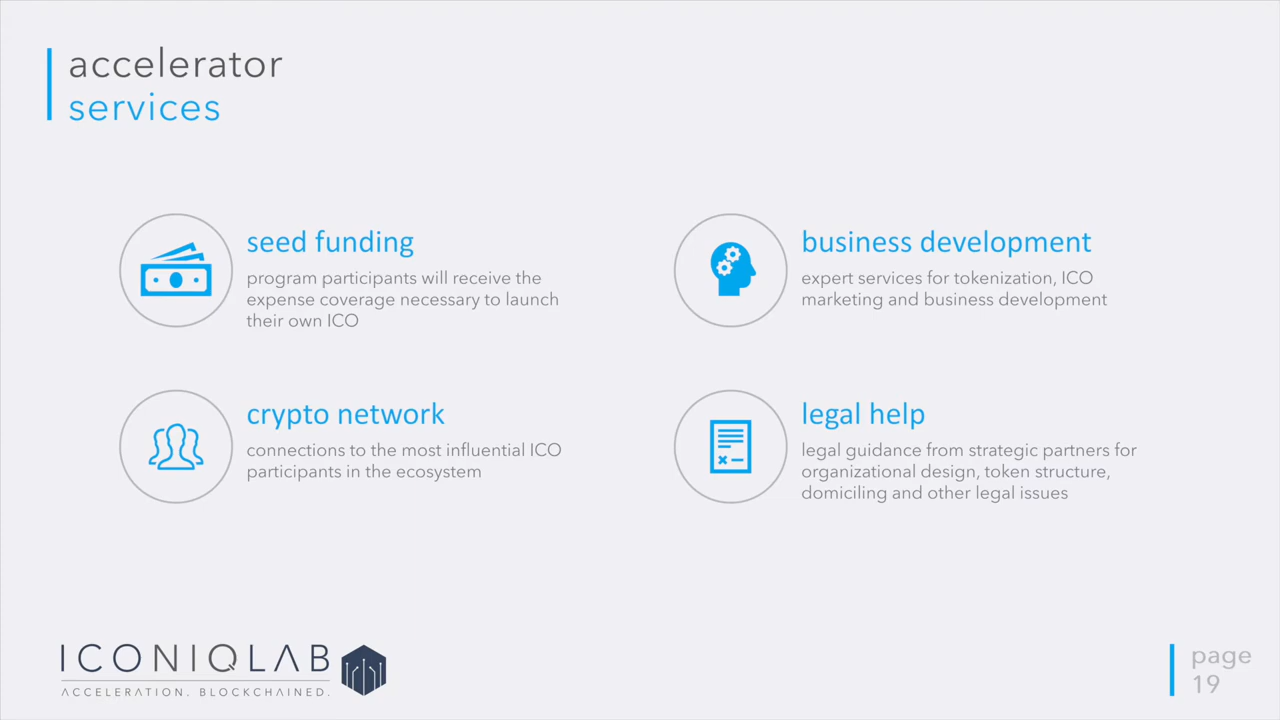 accelerator
services
seed funding
program participants will receive the
expense coverage necessary to launch
their own ICO
business development
expert services for tokenization, ICO
marketing and business development
crypto network
connections to the most influential ICO
participants in the ecosystem
legal help
legal guidance from strategic partners for
organizational design, token structure,
domiciling and other legal issues
ICONIQLAB
ACCELERATION. BLOCKCHAINED.
page
19